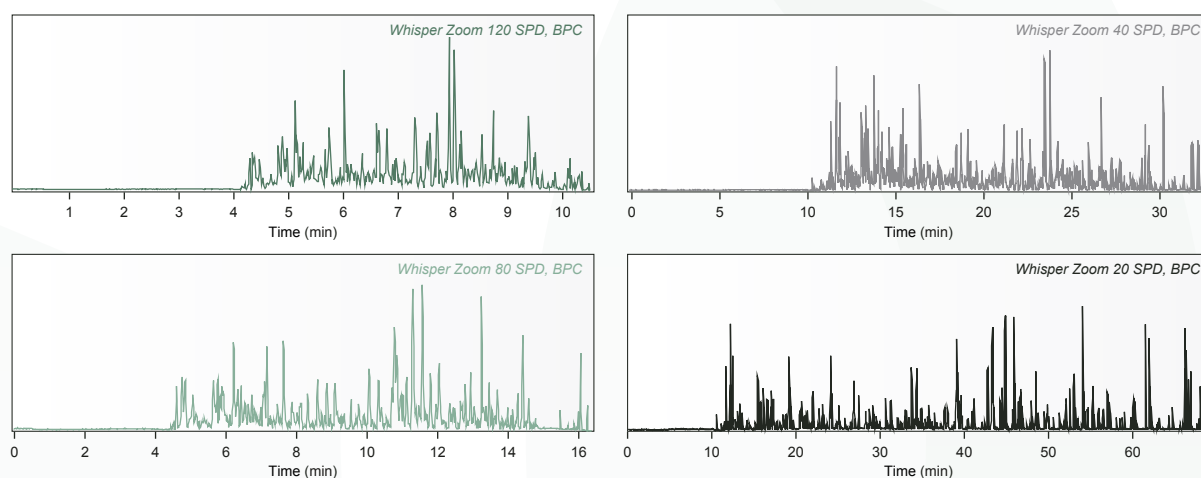 Whisper Zoom 120 SPD, BPC
1 2 3 4 5 6 7 8 9 10
Time (min)
Whisper Zoom 40 SPD, BPC
0 5 10 15 20 25 30
Time (min)
Whisper Zoom 80 SPD, BPC
0 2 4 6 8 10 12 14 16
Time (min)
Whisper Zoom 20 SPD, BPC
0 10 20 30 40 50 60
Time (min)